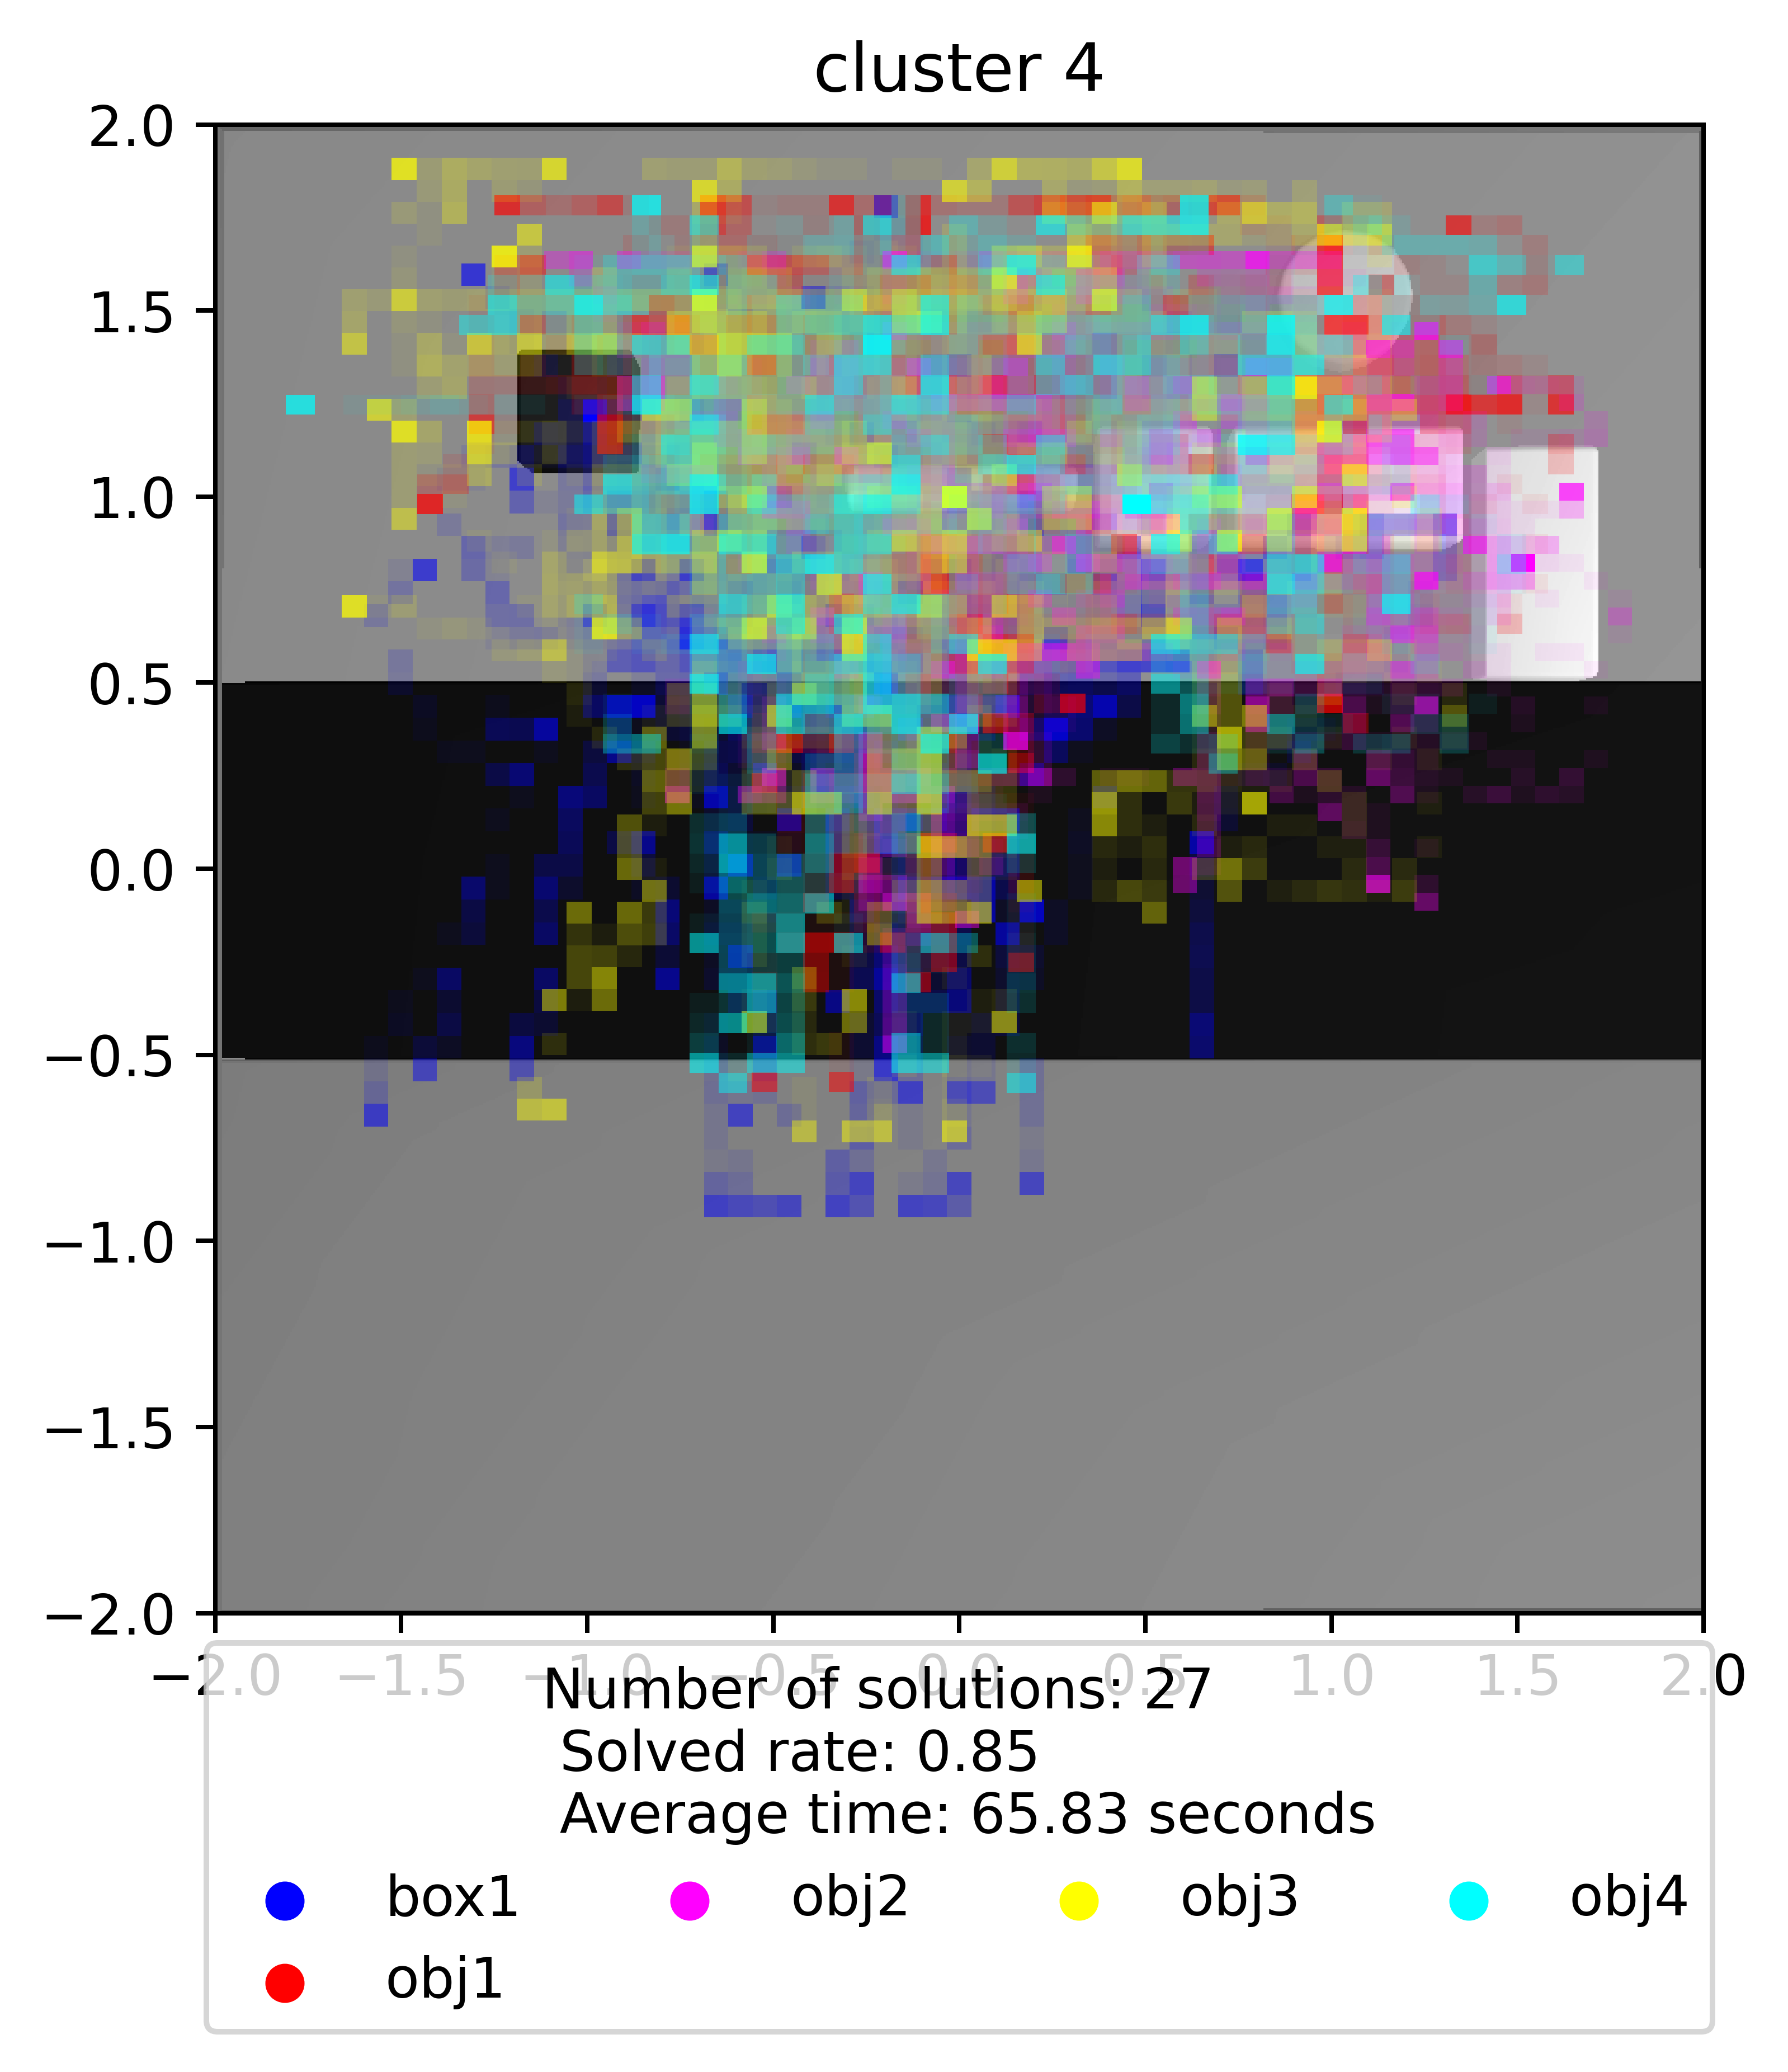 cluster 4
2.0
1.5
1.0
0.5
0.0
−0.5
−1.0
−1.5
−2.0
−2.0 −1.5 −1.0 −0.5 0.0 0.5 1.0 1.5 2.0
Number of solutions: 27
Solved rate: 0.85
Average time: 65.83 seconds
box1 obj2 obj3 obj4
obj1